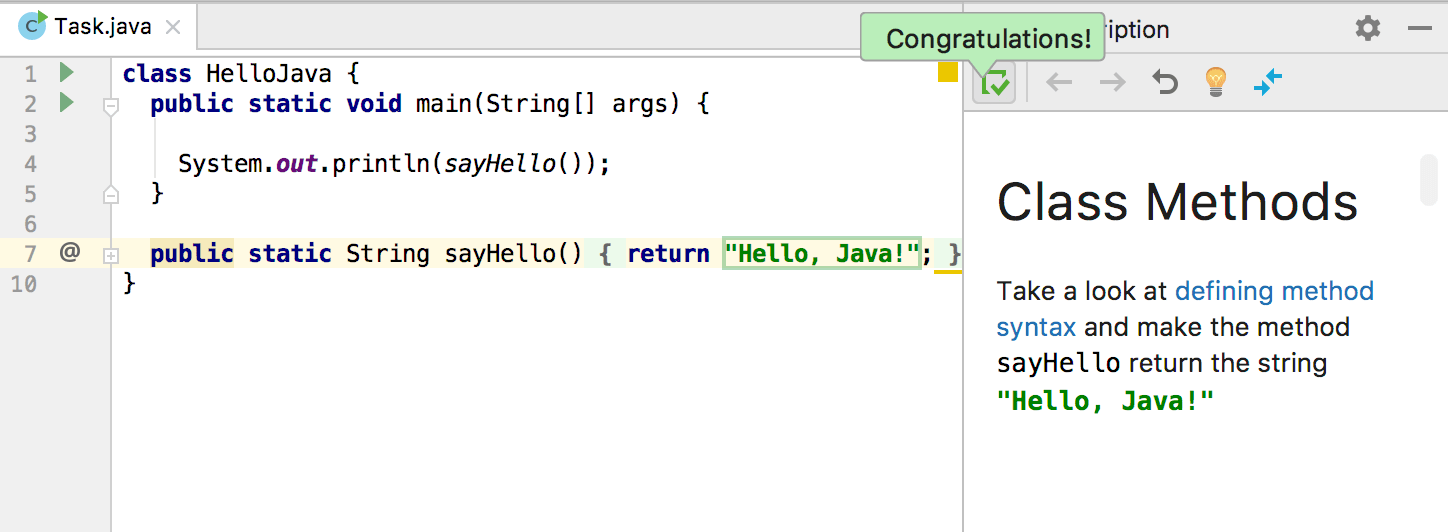 C Task.java
Congratulations!
ription
1 class HelloJava {
2 public static void main(String[] args) {
3
4 System.out.println(sayHello());
5 }
6
7 @ public static String sayHello() { return "Hello, Java!"; }
10 }
Class Methods
Take a look at defining method
syntax and make the method
sayHello return the string
"Hello, Java!"